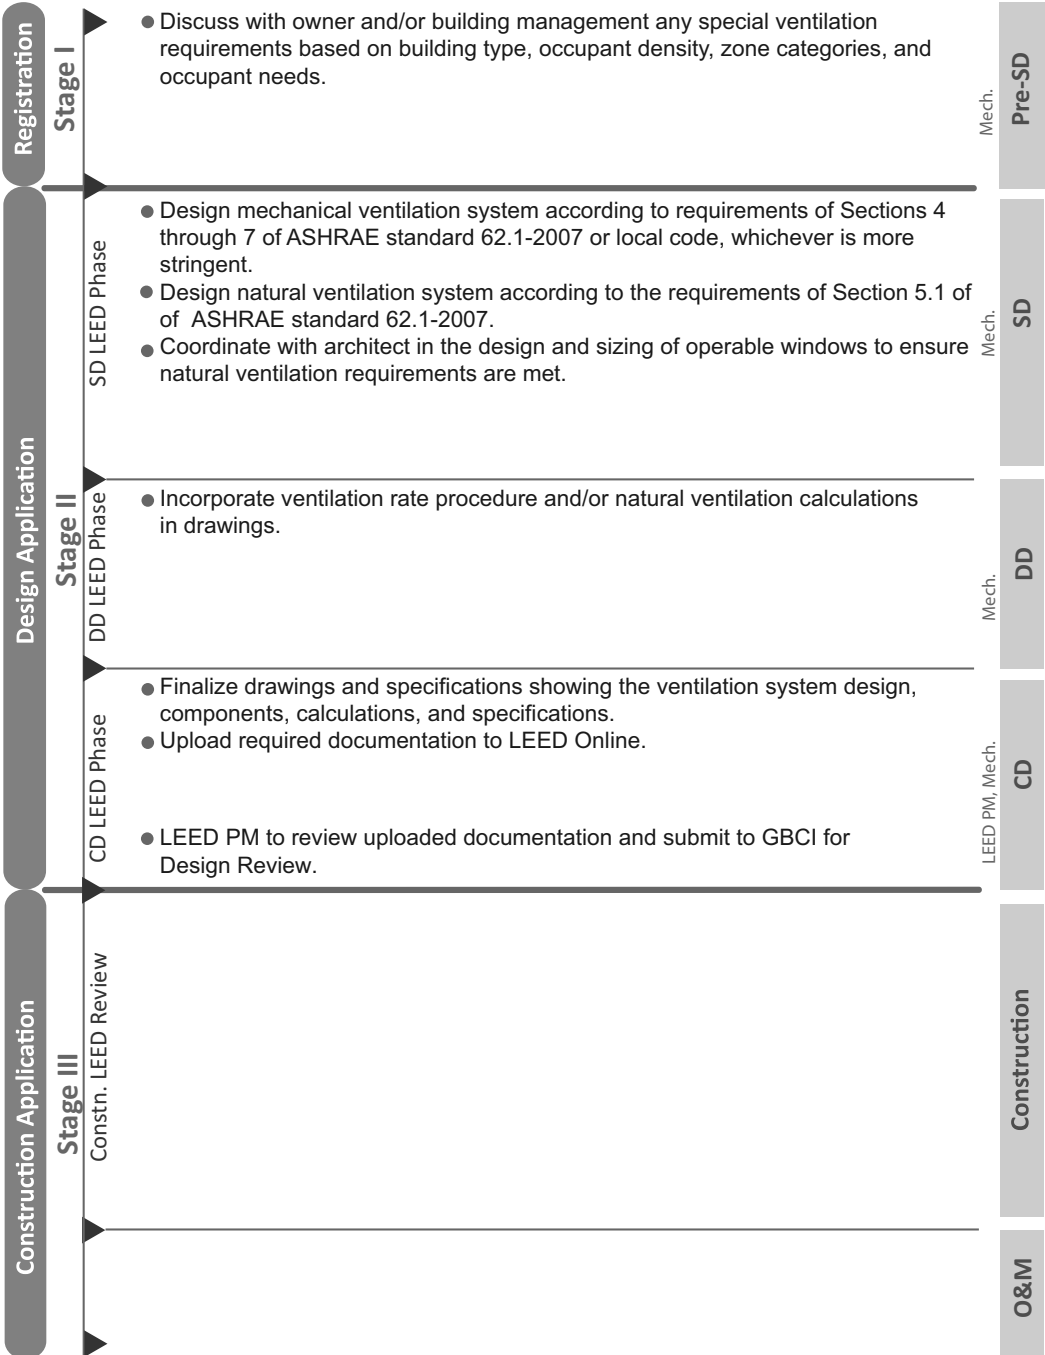 Registration
Stage I
● Discuss with owner and/or building management any special ventilation
requirements based on building type, occupant density, zone categories, and
occupant needs.
Mech.
Pre-SD
Design Application
Stage II
SD LEED Phase
● Design mechanical ventilation system according to requirements of Sections 4
through 7 of ASHRAE standard 62.1-2007 or local code, whichever is more
stringent.
● Design natural ventilation system according to the requirements of Section 5.1 of
of ASHRAE standard 62.1-2007.
● Coordinate with architect in the design and sizing of operable windows to ensure
natural ventilation requirements are met.
Mech.
SD
DD LEED Phase
● Incorporate ventilation rate procedure and/or natural ventilation calculations
in drawings.
Mech.
DD
CD LEED Phase
● Finalize drawings and specifications showing the ventilation system design,
components, calculations, and specifications.
● Upload required documentation to LEED Online.
● LEED PM to review uploaded documentation and submit to GBCI for
Design Review.
LEED PM, Mech.
CD
Construction Application
Stage III
Constn. LEED Review
Construction
O&M